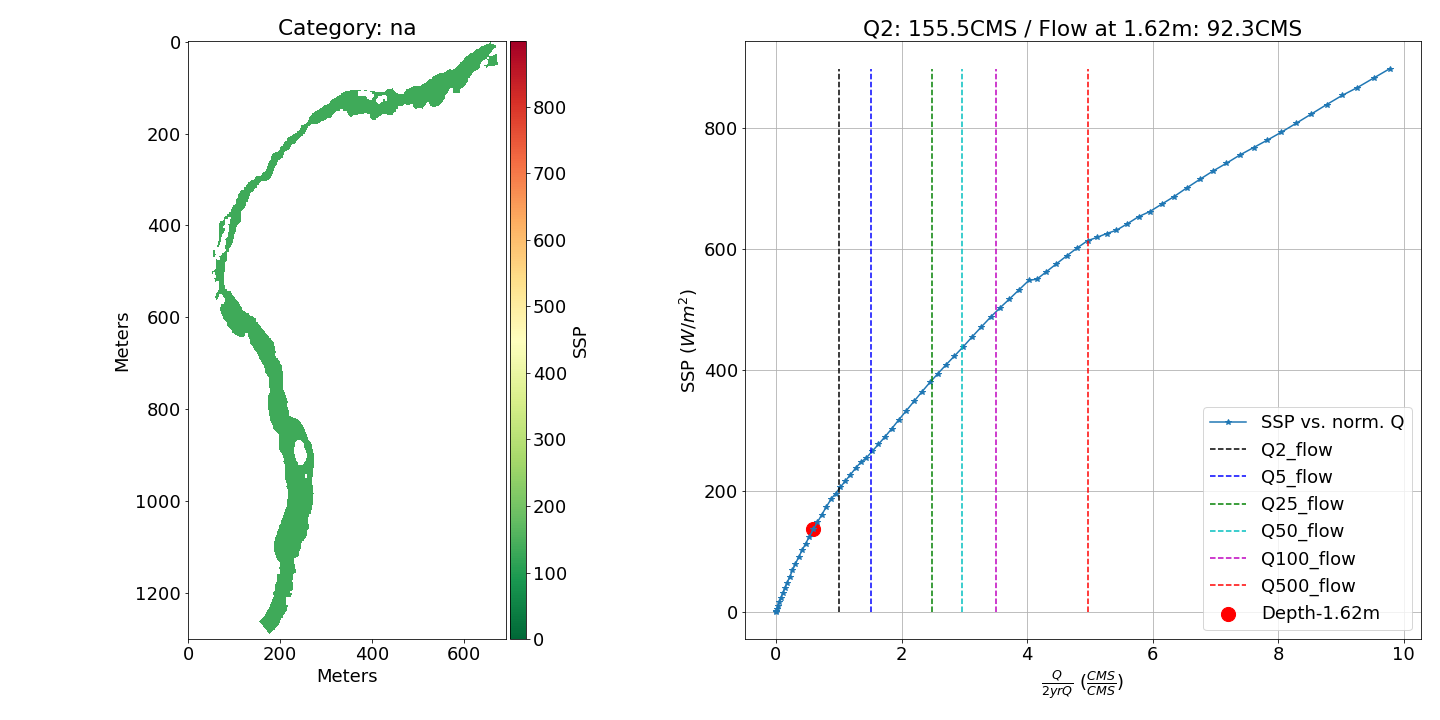 Category: na
0
200
400
600
800
1000
1200
Meters
0
200
400
600
Meters
800
700
600
500
400
300
200
100
0
SSP
Q2: 155.5CMS / Flow at 1.62m: 92.3CMS
800
600
400
200
0
SSP (W/m²)
0
2
4
6
8
10
Q/2yrQ (CMS/CMS)
SSP vs. norm. Q
Q2_flow
Q5_flow
Q25_flow
Q50_flow
Q100_flow
Q500_flow
Depth-1.62m